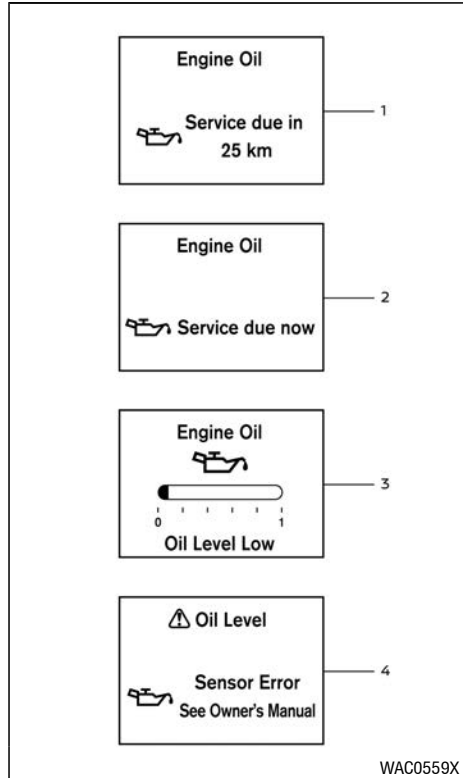 Engine Oil
Service due in
25 km
1
Engine Oil
Service due now
2
Engine Oil
0 1
Oil Level Low
3
Oil Level
Sensor Error
See Owner's Manual
4
WAC0559X